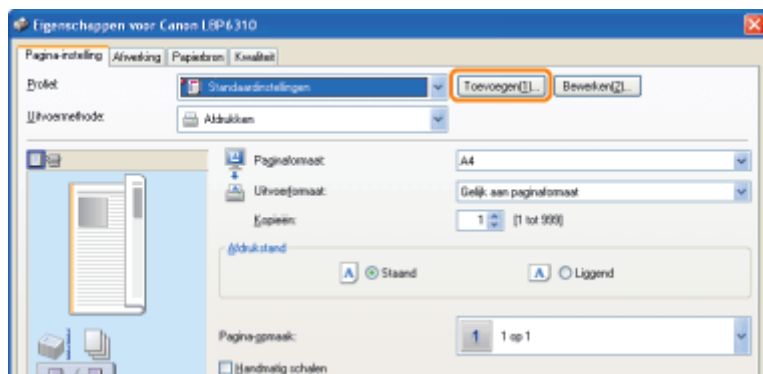 Eigenschappen voor Canon LBP6310
Pagina-instelling Afwerking Papierbron Kwaliteit
Profiel: Standaardinstellingen Toevoegen(1)... Bewerken(2)...
Uitvoermethode: Afdrukken
Paginaformaat: A4
Uitvoerformaat: Gelijk aan paginaformaat
Kopieën: 1 [1 tot 999]
Afdrukstand
A Staand A Liggend
Pagina-opmaak: 1 1 op 1
Handmatig schalen